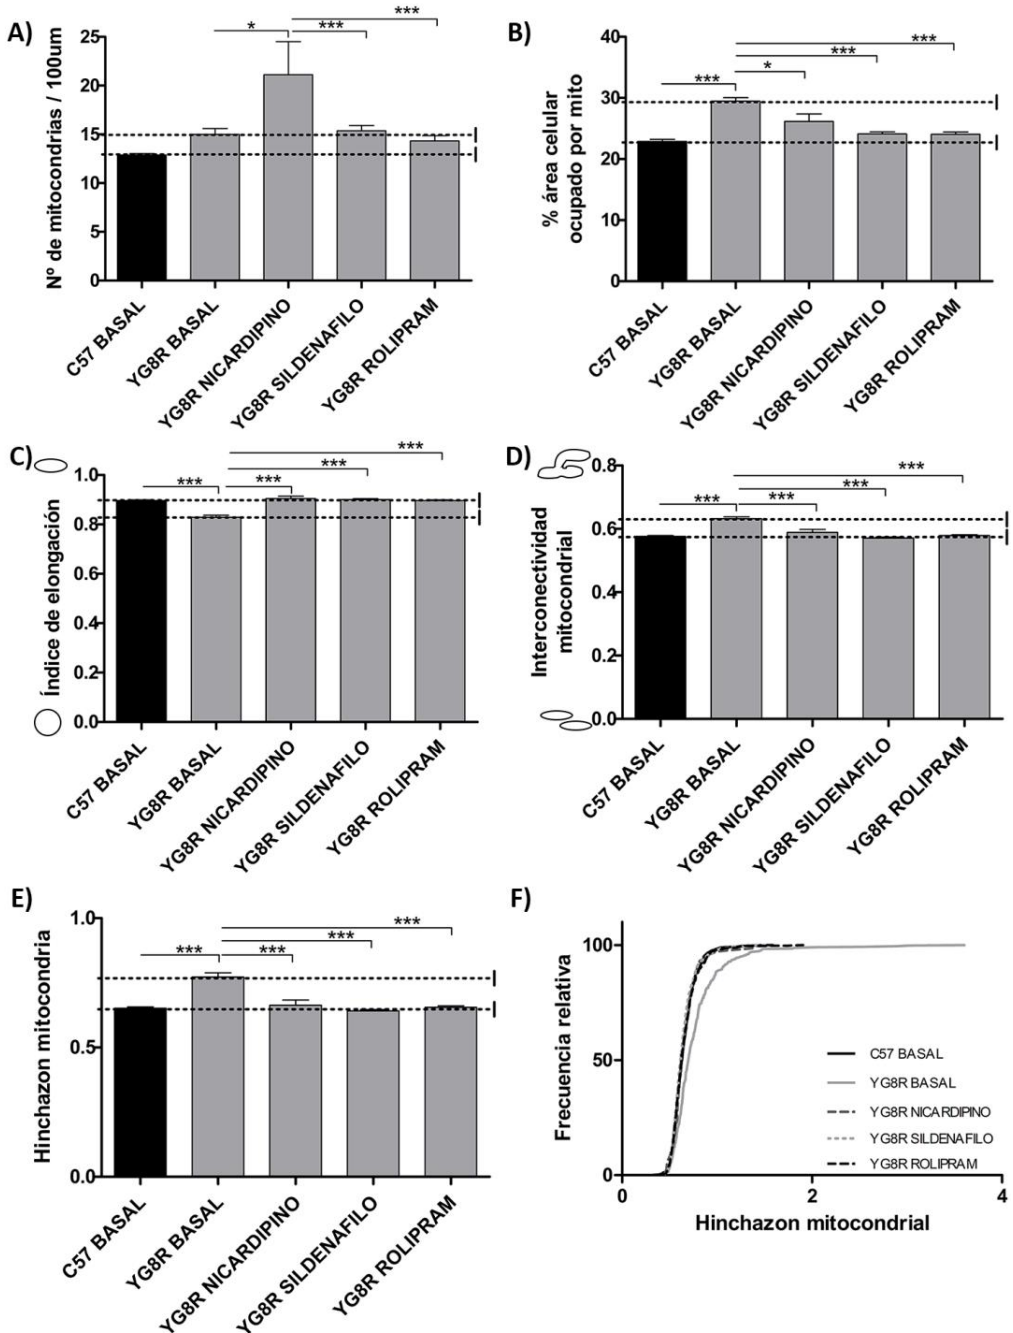 A)
Nº de mitocondrias / 100um
25
20
15
10
5
0
*
***
***
C57 BASAL
YG8R BASAL
YG8R NICARDIPINO
YG8R SILDENAFILO
YG8R ROLIPRAM
B)
% área celular
ocupado por mito
40
30
20
10
0
***
*
***
***
C57 BASAL
YG8R BASAL
YG8R NICARDIPINO
YG8R SILDENAFILO
YG8R ROLIPRAM
C)
Índice de elongación
1.0
0.8
0.6
0.4
0.2
0.0
***
***
***
***
C57 BASAL
YG8R BASAL
YG8R NICARDIPINO
YG8R SILDENAFILO
YG8R ROLIPRAM
D)
Interconectividad
mitocondrial
0.8
0.6
0.4
0.2
0.0
***
***
***
***
C57 BASAL
YG8R BASAL
YG8R NICARDIPINO
YG8R SILDENAFILO
YG8R ROLIPRAM
E)
Hinchazon mitocondria
1.0
0.5
0.0
***
***
***
***
C57 BASAL
YG8R BASAL
YG8R NICARDIPINO
YG8R SILDENAFILO
YG8R ROLIPRAM
F)
Frecuencia relativa
100
50
0
C57 BASAL
YG8R BASAL
YG8R NICARDIPINO
YG8R SILDENAFILO
YG8R ROLIPRAM
0
2
4
Hinchazon mitocondrial